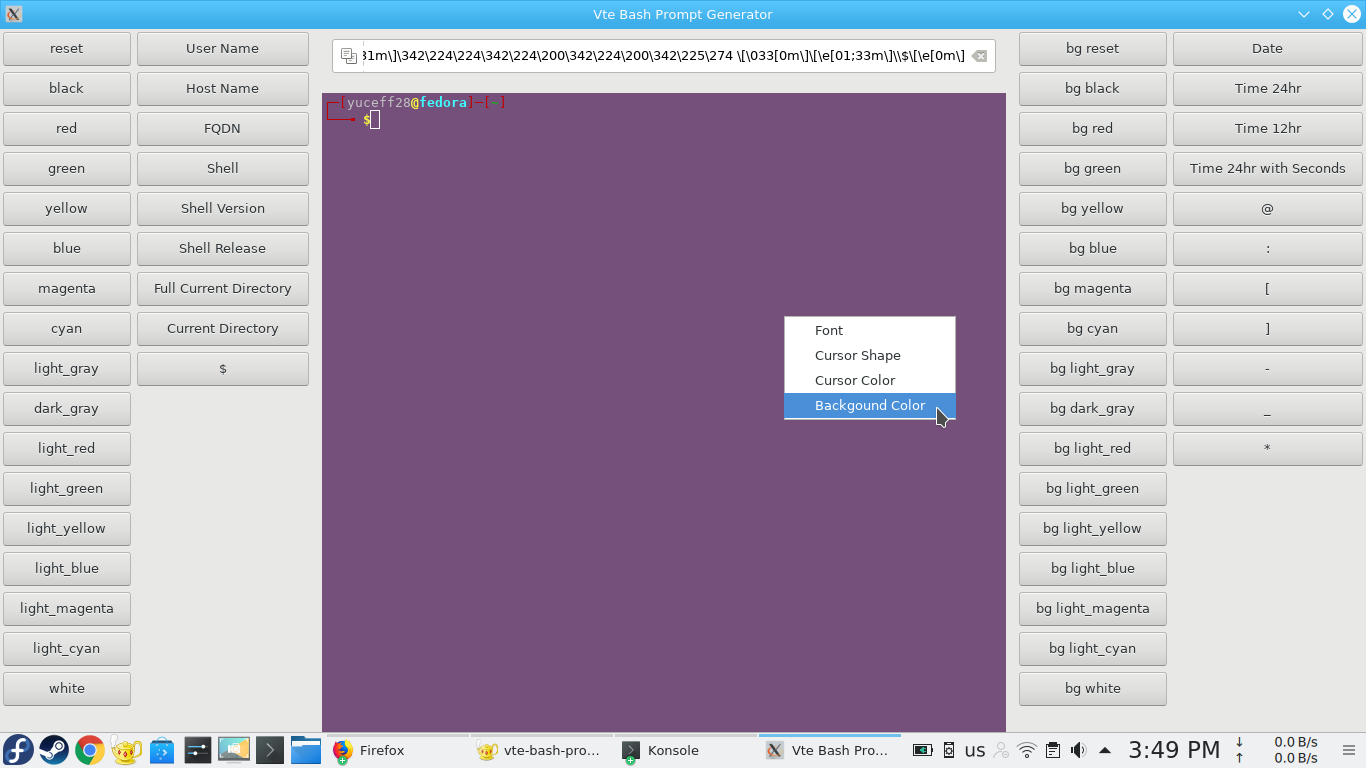 Vte Bash Prompt Generator
reset
User Name
black
Host Name
red
FQDN
green
Shell
yellow
Shell Version
blue
Shell Release
magenta
Full Current Directory
cyan
Current Directory
light_gray
$
dark_gray
light_red
light_green
light_yellow
light_blue
light_magenta
light_cyan
white
31m\]\342\224\224\342\224\200\342\224\200\342\225\274 \[\033[0m\]\[\e[01;33m\]\\$\[\e[0m\]
┌─[yuceff28@fedora]─[~]
└──╼ $
Font
Cursor Shape
Cursor Color
Backgound Color
bg reset
Date
bg black
Time 24hr
bg red
Time 12hr
bg green
Time 24hr with Seconds
bg yellow
@
bg blue
:
bg magenta
[
bg cyan
]
bg light_gray
-
bg dark_gray
_
bg light_red
*
bg light_green
bg light_yellow
bg light_blue
bg light_magenta
bg light_cyan
bg white
Firefox
vte-bash-pro...
Konsole
Vte Bash Pro...
us
3:49 PM
0.0 B/s
0.0 B/s